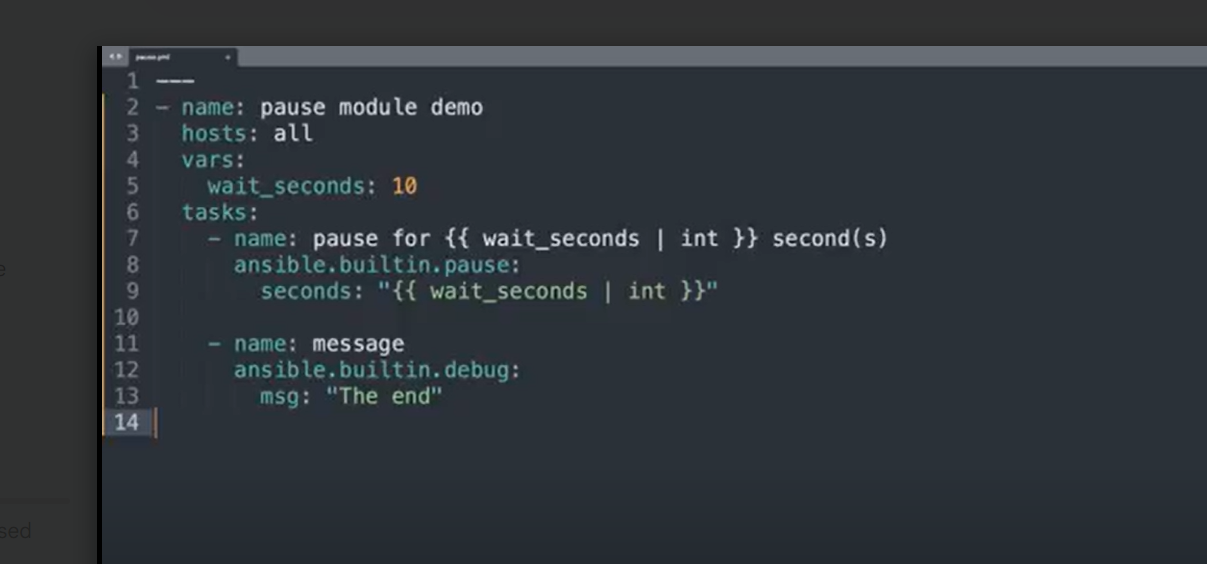 pause.yml
1 ---
2 - name: pause module demo
3 hosts: all
4 vars:
5 wait_seconds: 10
6 tasks:
7 - name: pause for {{ wait_seconds | int }} second(s)
8 ansible.builtin.pause:
9 seconds: "{{ wait_seconds | int }}"
10
11 - name: message
12 ansible.builtin.debug:
13 msg: "The end"
14
e
sed